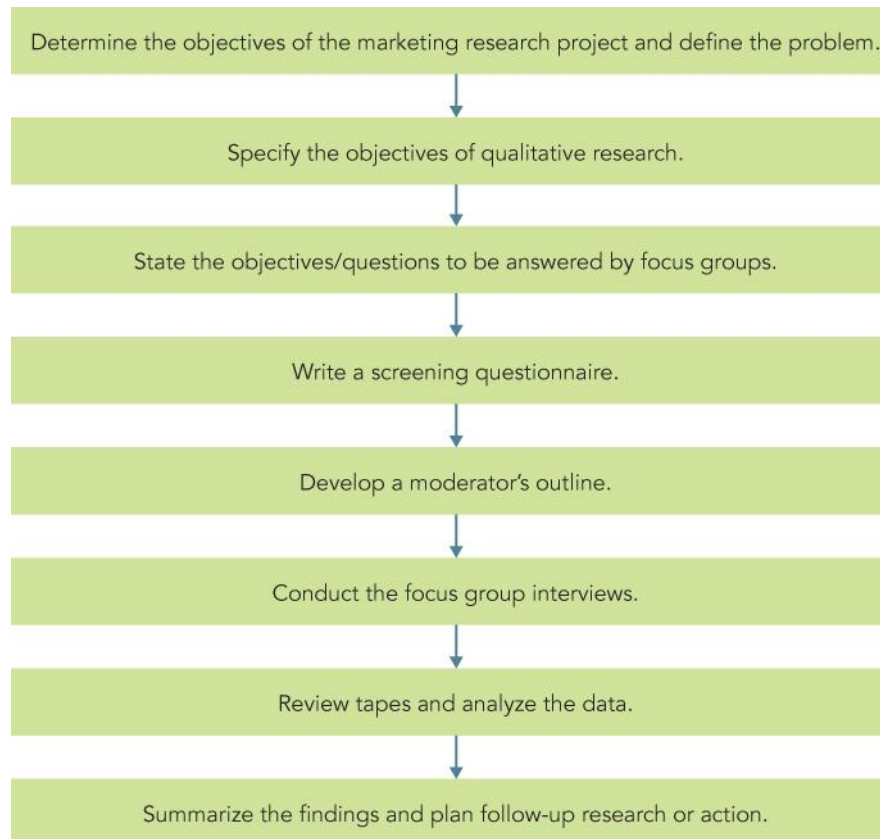 Determine the objectives of the marketing research project and define the problem.
Specify the objectives of qualitative research.
State the objectives/questions to be answered by focus groups.
Write a screening questionnaire.
Develop a moderator’s outline.
Conduct the focus group interviews.
Review tapes and analyze the data.
Summarize the findings and plan follow-up research or action.